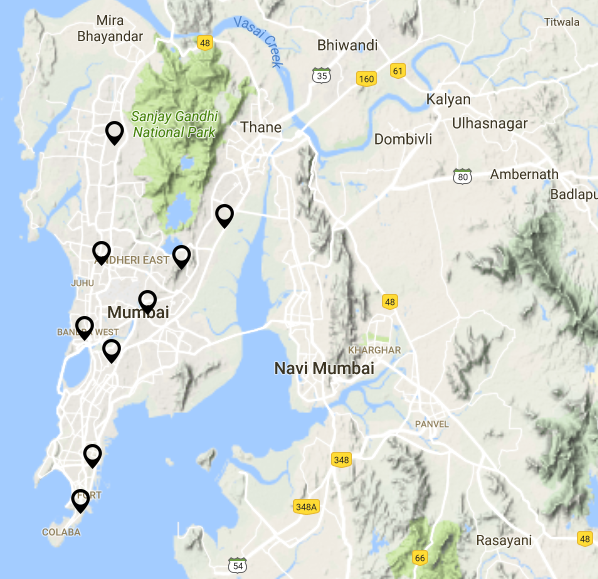 Mira
Bhayandar
Titwala
Vasai Creek
48
Bhiwandi
35
160
61
Kalyan
Sanjay Gandhi
National Park
Thane
Ulhasnagar
Dombivli
80
Ambernath
Badlapu
ANDHERI EAST
JUHU
48
Mumbai
BANDRA WEST
KHARGHAR
Navi Mumbai
PANVEL
348
348A
FORT
COLABA
Rasayani
48
66
54